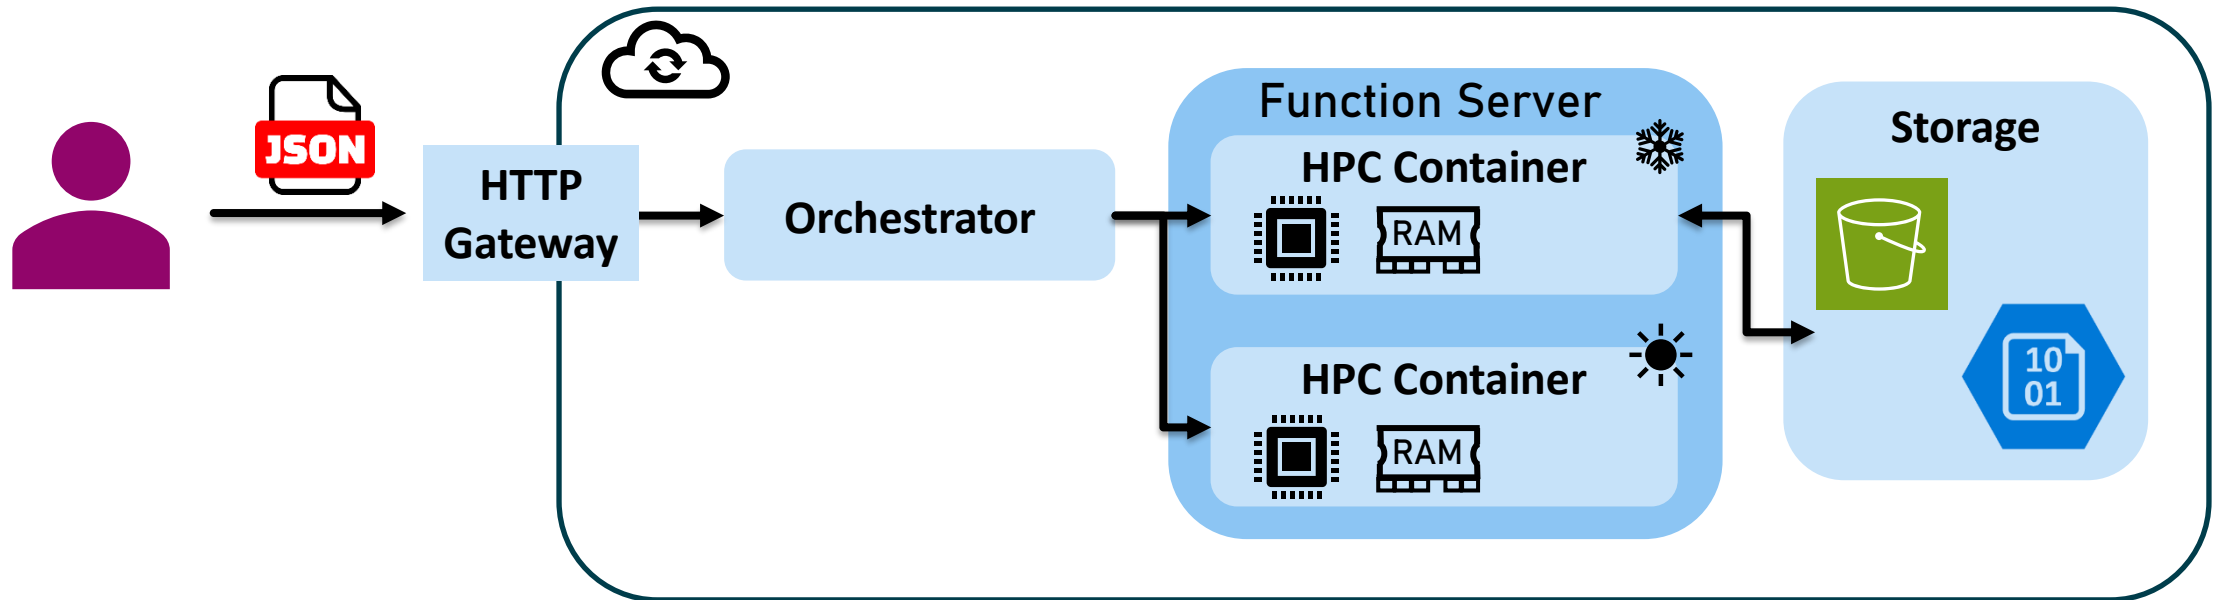 JSON
HTTP
Gateway
Orchestrator
Function Server
HPC Container
RAM
HPC Container
RAM
Storage
10
01